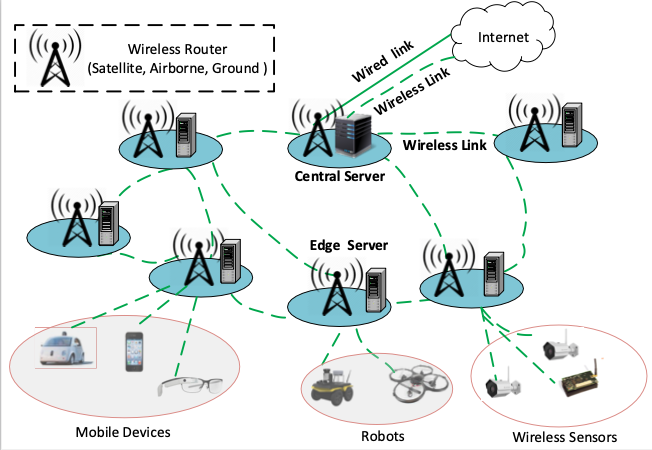 Wireless Router
(Satellite, Airborne, Ground )
Internet
Wired link
Wireless Link
Wireless Link
Central Server
Edge Server
Mobile Devices
Robots
Wireless Sensors